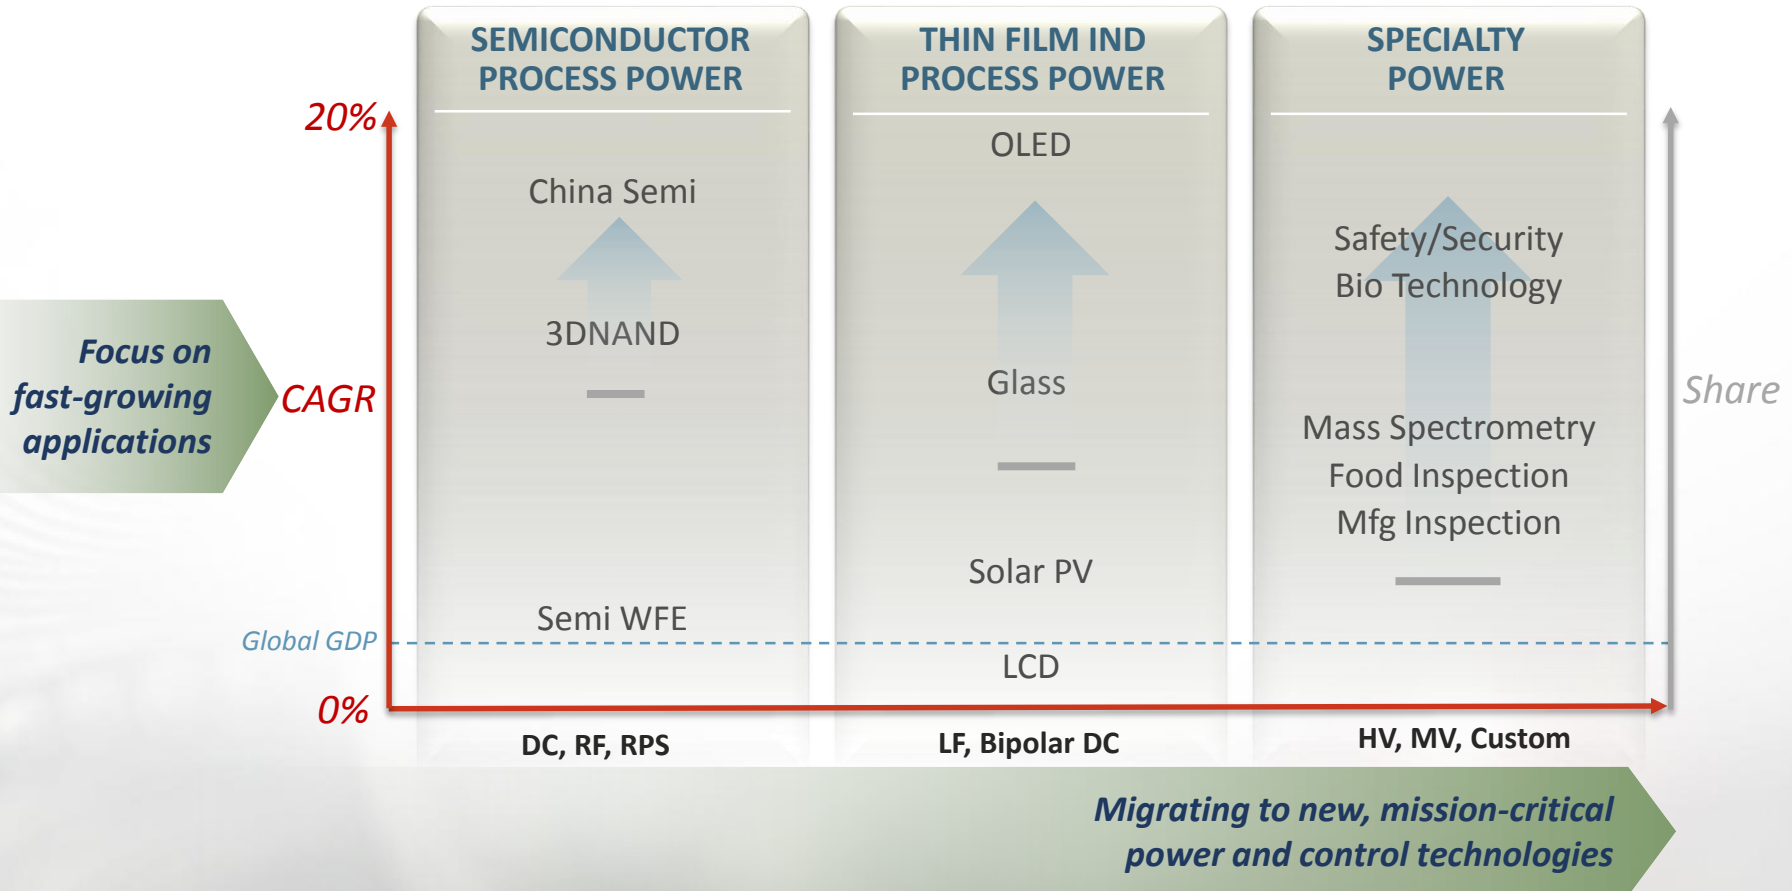 SEMICONDUCTOR
PROCESS POWER
THIN FILM IND
PROCESS POWER
SPECIALTY
POWER
20%
CAGR
0%
Global GDP
Share
Focus on
fast-growing
applications
China Semi
3DNAND
Semi WFE
DC, RF, RPS
OLED
Glass
Solar PV
LCD
LF, Bipolar DC
Safety/Security
Bio Technology
Mass Spectrometry
Food Inspection
Mfg Inspection
HV, MV, Custom
Migrating to new, mission-critical
power and control technologies